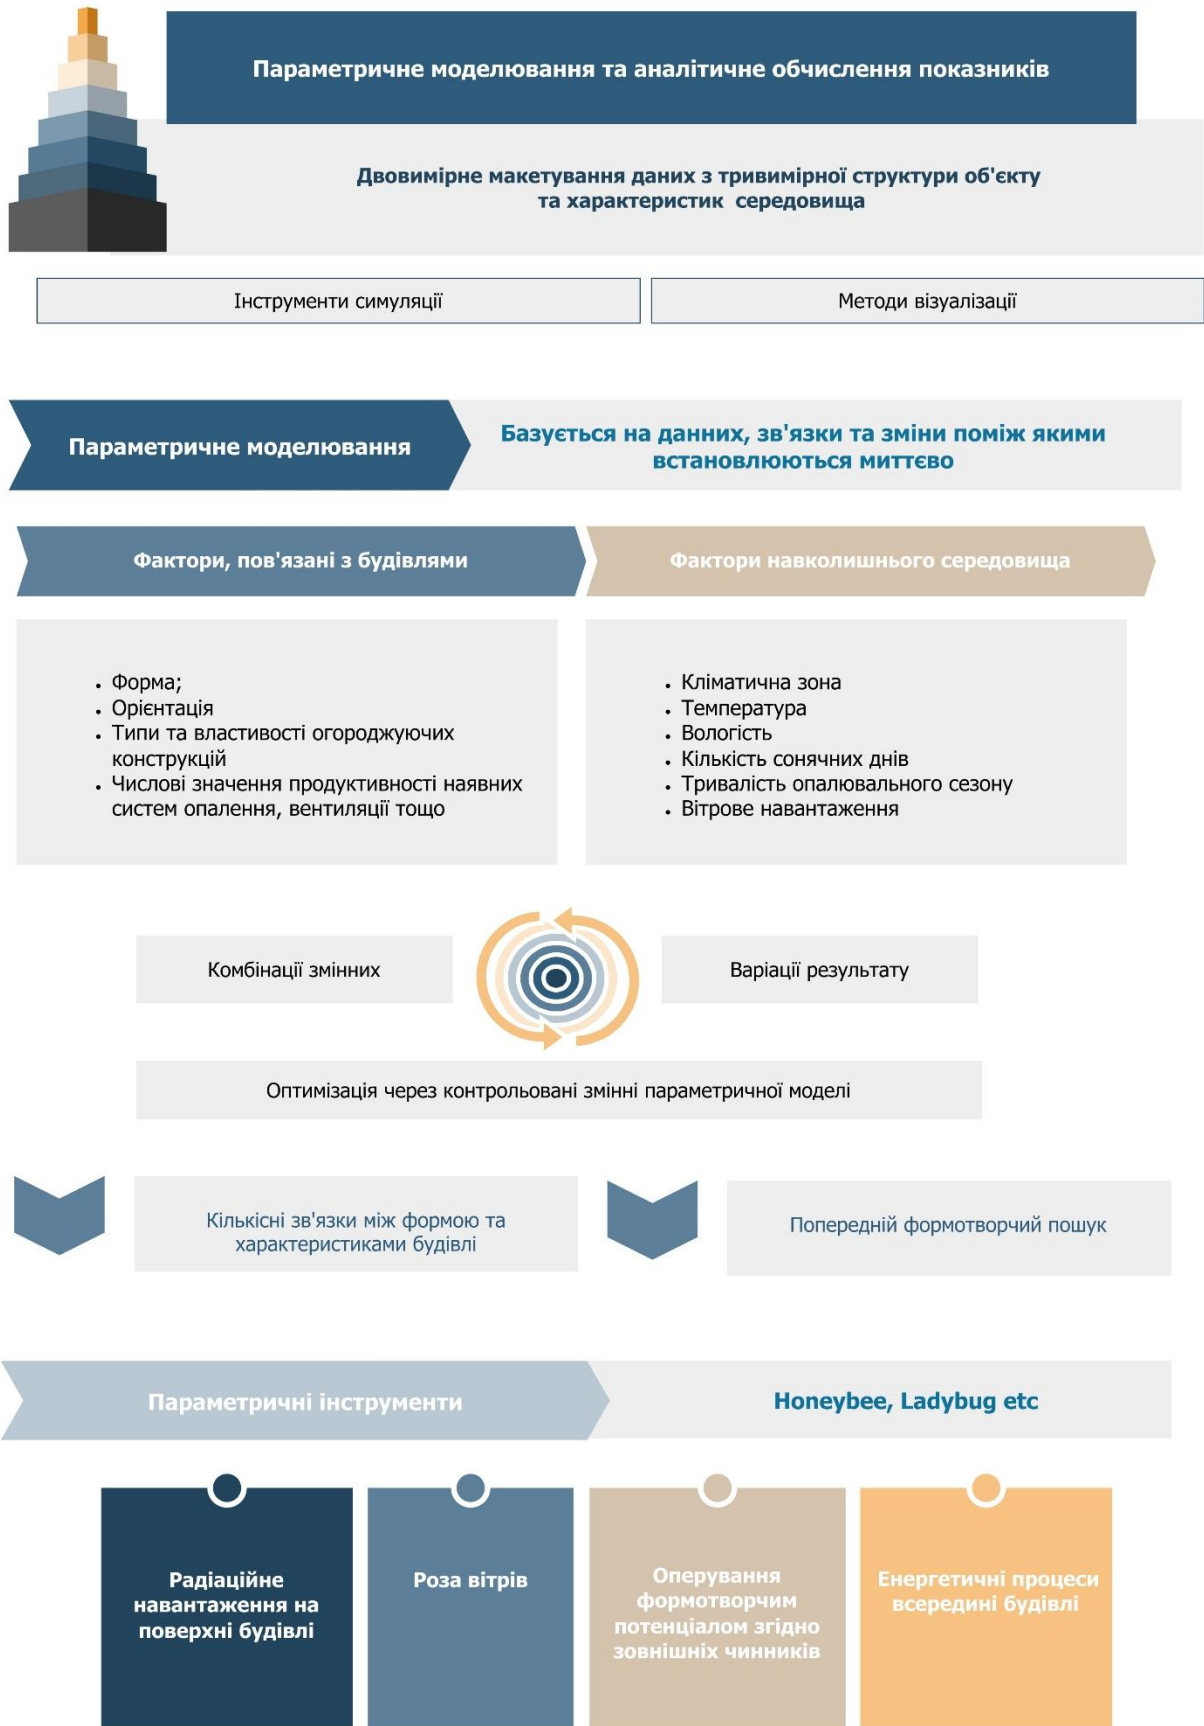 Параметричне моделювання та аналітичне обчислення показників
Двовимірне макетування даних з тривимірної структури об'єкту
та характеристик середовища
Інструменти симуляції
Методи візуалізації
Параметричне моделювання
Базується на данних, зв'язки та зміни поміж якими
встановлюються миттєво
Фактори, пов'язані з будівлями
Фактори навколишнього середовища
• Форма;
• Орієнтація
• Типи та властивості огороджуючих
конструкцій
• Числові значення продуктивності наявних
систем опалення, вентиляції тощо
• Кліматична зона
• Температура
• Вологість
• Кількість сонячних днів
• Тривалість опалювального сезону
• Вітрове навантаження
Комбінації змінних
Варіації результату
Оптимізація через контрольовані змінні параметричної моделі
Кількісні зв'язки між формою та
характеристиками будівлі
Попередній формотворчий пошук
Параметричні інструменти
Honeybee, Ladybug etc
Радіаційне
навантаження на
поверхні будівлі
Роза вітрів
Оперування
формотворчим
потенціалом згідно
зовнішніх чинників
Енергетичні процеси
всередині будівлі